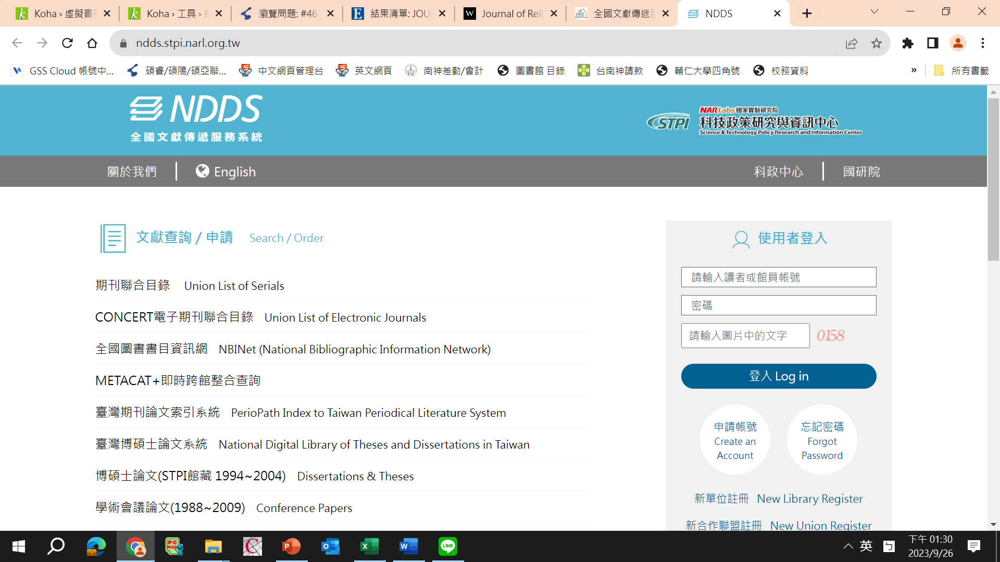 Koha › 虛擬書
Koha › 工具 ›
瀏覽問題: #467
結果清單: JOU
Journal of Reli
全國文獻傳遞服
NDDS
ndds.stpi.narl.org.tw
GSS Cloud 帳號中...
碩睿/碩陽/碩亞聯...
中文網頁管理台
英文網頁
南神差勤/會計
圖書館 目錄
台南神請款
輔仁大學四角號
校務資料
»
所有書籤
NDDS
全國文獻傳遞服務系統
STPI
NARLabs 國家實驗研究院
科技政策研究與資訊中心
Science & Technology Policy Research and Information Center
關於我們
English
科政中心
國研院
文獻查詢 / 申請 Search / Order
期刊聯合目錄 Union List of Serials
CONCERT電子期刊聯合目錄 Union List of Electronic Journals
全國圖書書目資訊網 NBINet (National Bibliographic Information Network)
METACAT+即時跨館整合查詢
臺灣期刊論文索引系統 PerioPath Index to Taiwan Periodical Literature System
臺灣博碩士論文系統 National Digital Library of Theses and Dissertations in Taiwan
博碩士論文(STPI館藏 1994~2004) Dissertations & Theses
學術會議論文(1988~2009) Conference Papers
使用者登入
請輸入讀者或館員帳號
密碼
請輸入圖片中的文字
0158
登入 Log in
申請帳號
Create an
Account
忘記密碼
Forgot
Password
新單位註冊 New Library Register
新合作聯盟註冊 New Union Register
英
下午 01:30
2023/9/26